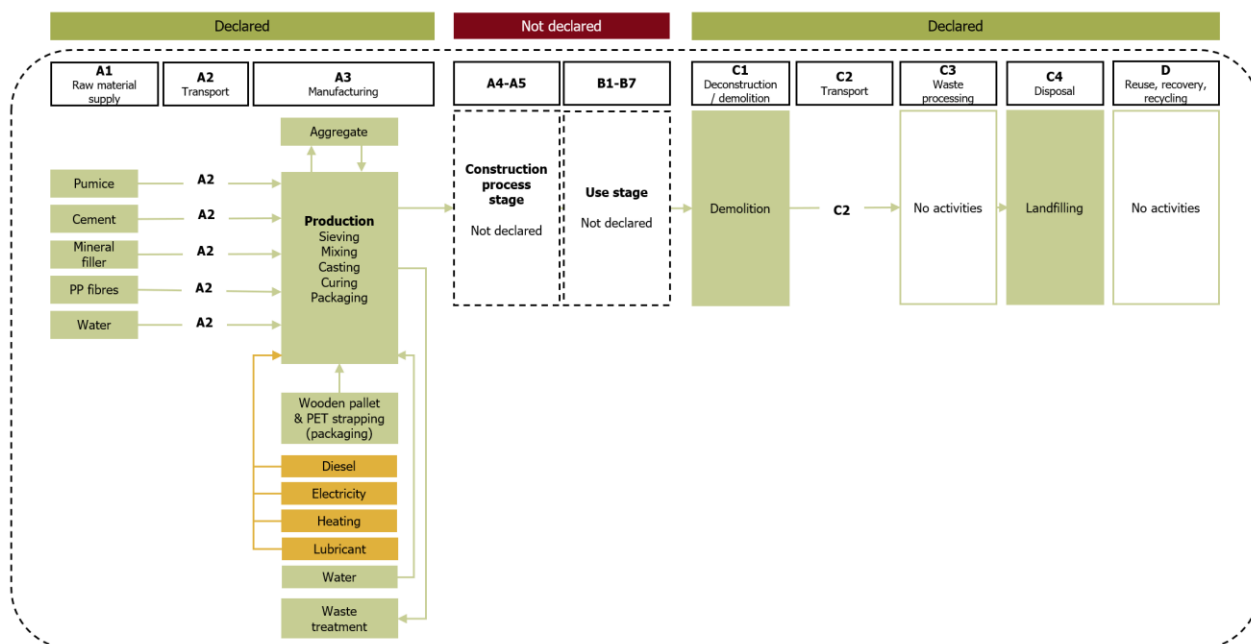 Declared
Not declared
Declared
A1
Raw material
supply
A2
Transport
A3
Manufacturing
A4-A5
B1-B7
C1
Deconstruction
/ demolition
C2
Transport
C3
Waste
processing
C4
Disposal
D
Reuse, recovery,
recycling
Aggregate
Pumice
A2
Cement
A2
Mineral
filler
A2
PP fibres
A2
Water
A2
Production
Sieving
Mixing
Casting
Curing
Packaging
Construction
process
stage
Not declared
Use stage
Not declared
Demolition
C2
No activities
Landfilling
No activities
Wooden pallet
& PET strapping
(packaging)
Diesel
Electricity
Heating
Lubricant
Water
Waste
treatment